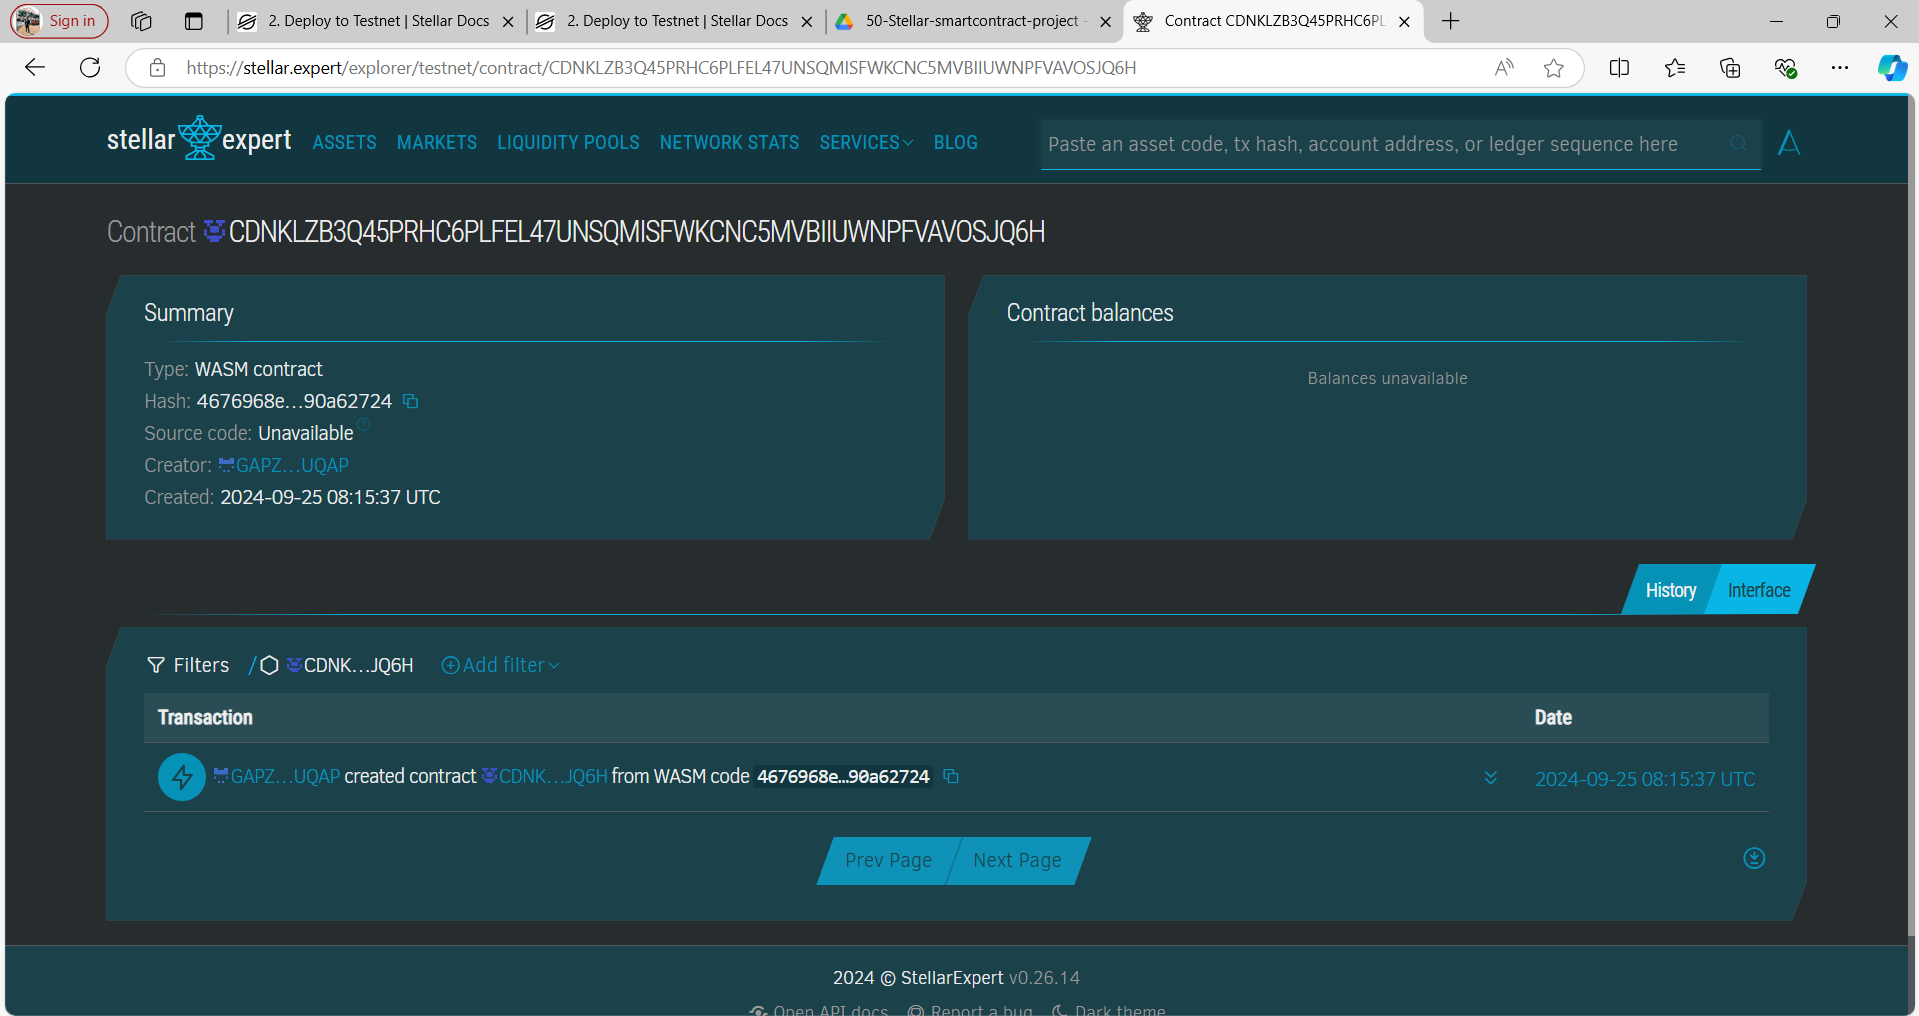 Sign in
2. Deploy to Testnet | Stellar Docs
2. Deploy to Testnet | Stellar Docs
50-Stellar-smartcontract-project -
Contract CDNKLZB3Q45PRHC6PL
https://stellar.expert/explorer/testnet/contract/CDNKLZB3Q45PRHC6PLFEL47UNSQMISFWKCNC5MVBIIUWNPFVAVOSJQ6H
stellar expert
ASSETS
MARKETS
LIQUIDITY POOLS
NETWORK STATS
SERVICES
BLOG
Paste an asset code, tx hash, account address, or ledger sequence here
Contract CDNKLZB3Q45PRHC6PLFEL47UNSQMISFWKCNC5MVBIIUWNPFVAVOSJQ6H
Summary
Type: WASM contract
Hash: 4676968e…90a62724
Source code: Unavailable
Creator: GAPZ…UQAP
Created: 2024-09-25 08:15:37 UTC
Contract balances
Balances unavailable
History
Interface
Filters / CDNK…JQ6H Add filter
Transaction
Date
GAPZ…UQAP created contract CDNK…JQ6H from WASM code 4676968e…90a62724
2024-09-25 08:15:37 UTC
Prev Page
Next Page
2024 © StellarExpert v0.26.14
Open API docs
Report a bug
Dark theme